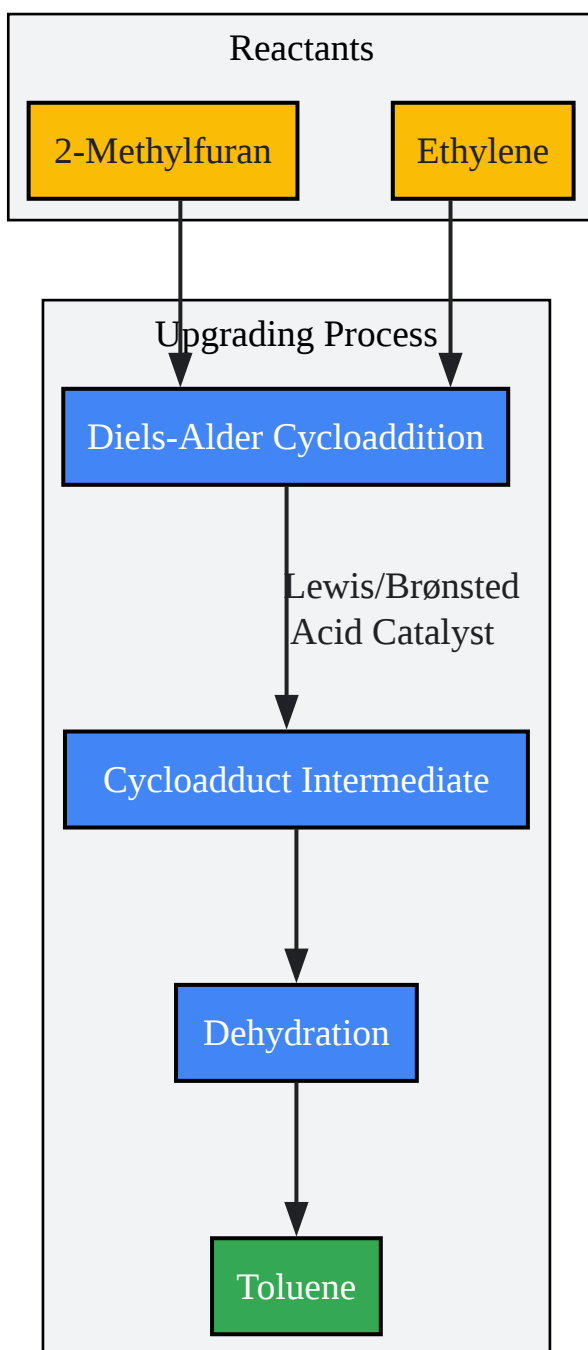 Reactants
2-Methylfuran
Ethylene
Upgrading Process
Diels-Alder Cycloaddition
Lewis/Brønsted
Acid Catalyst
Cycloadduct Intermediate
Dehydration
Toluene